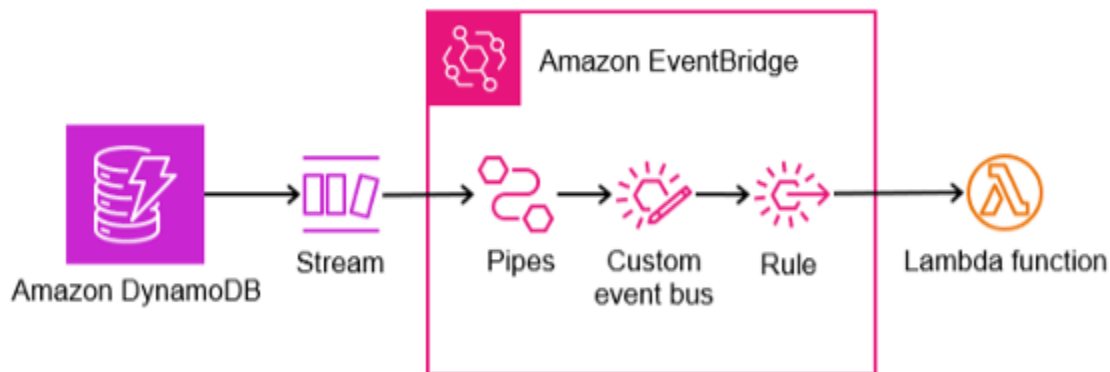 Amazon EventBridge
Amazon DynamoDB
Stream
Pipes
Custom
event bus
Rule
Lambda function